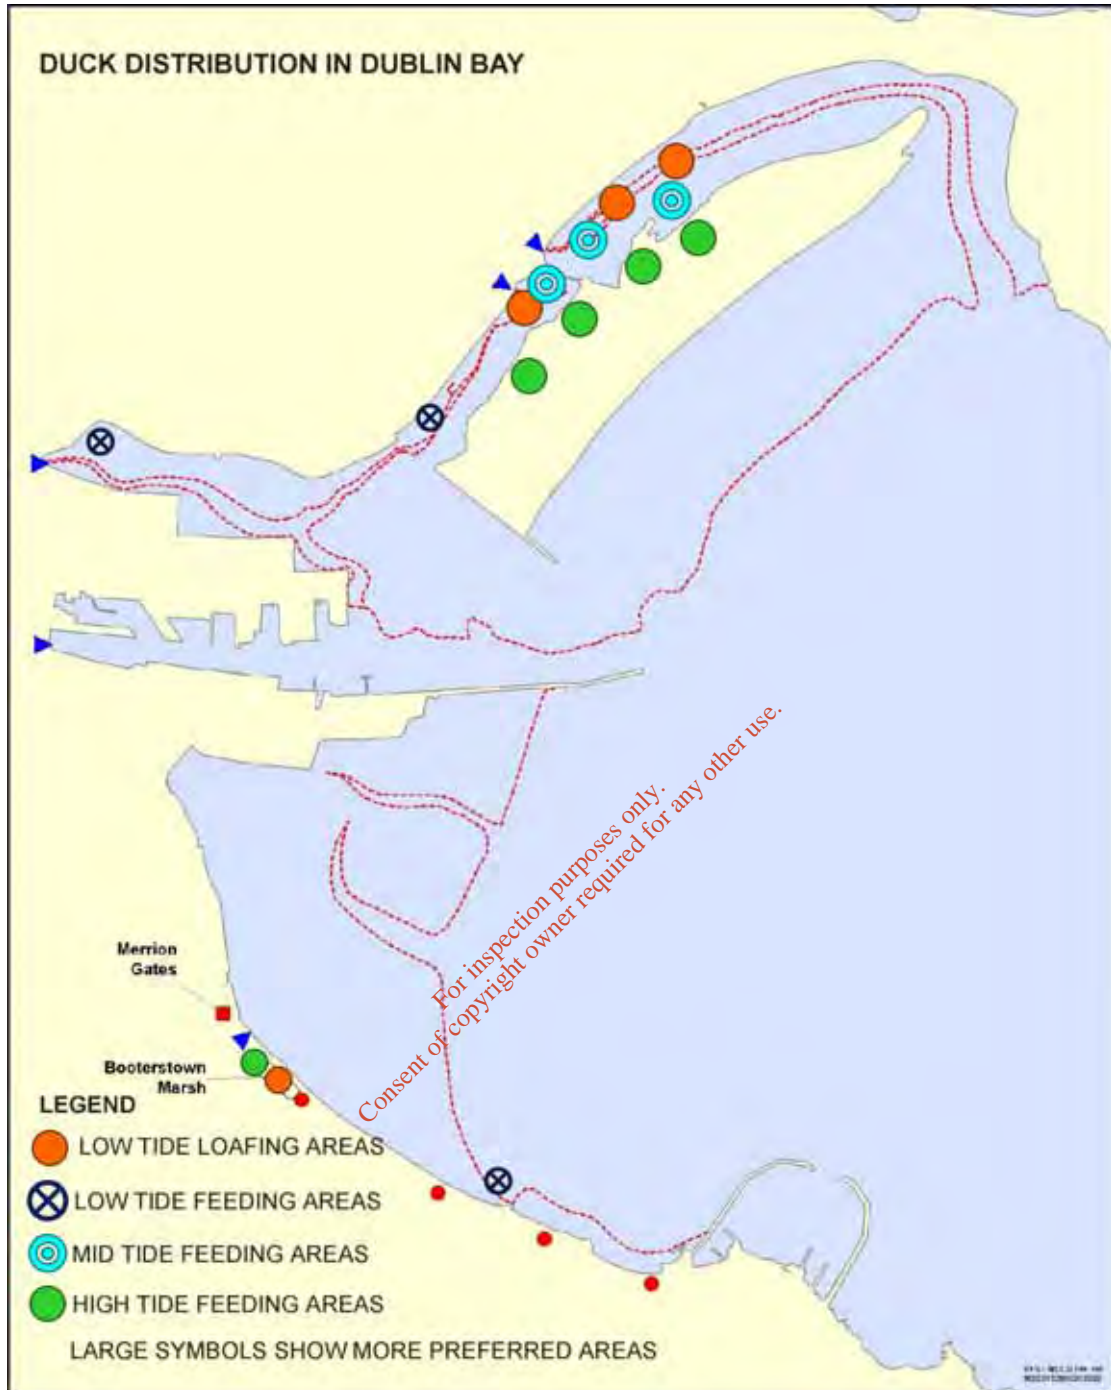 DUCK DISTRIBUTION IN DUBLIN BAY
For inspection purposes only.
Consent of copyright owner required for any other use.
Merrion
Gates
Booterstown
Marsh
LEGEND
LOW TIDE LOAFING AREAS
LOW TIDE FEEDING AREAS
MID TIDE FEEDING AREAS
HIGH TIDE FEEDING AREAS
LARGE SYMBOLS SHOW MORE PREFERRED AREAS